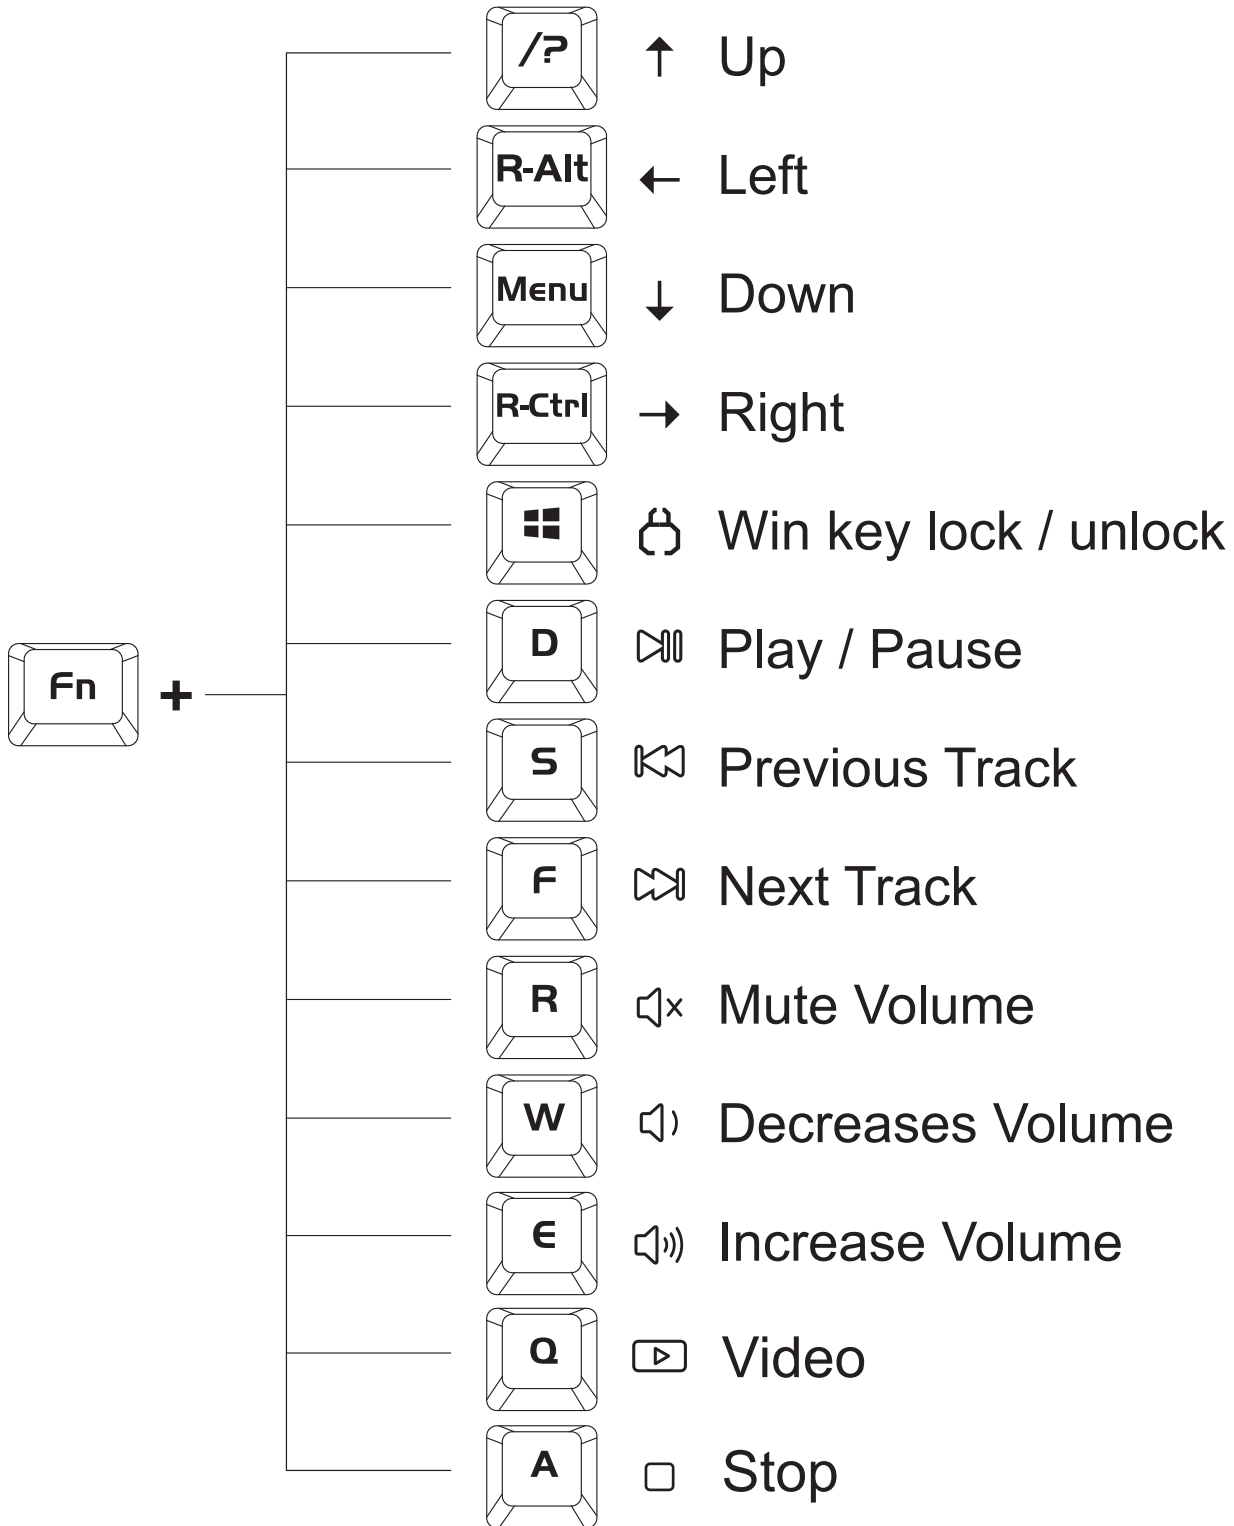 /? ↑ Up
R-Alt ← Left
Menu ↓ Down
R-Ctrl → Right
Win key lock / unlock
D Play / Pause
Fn +
S Previous Track
F Next Track
R Mute Volume
W Decreases Volume
E Increase Volume
Q Video
A Stop